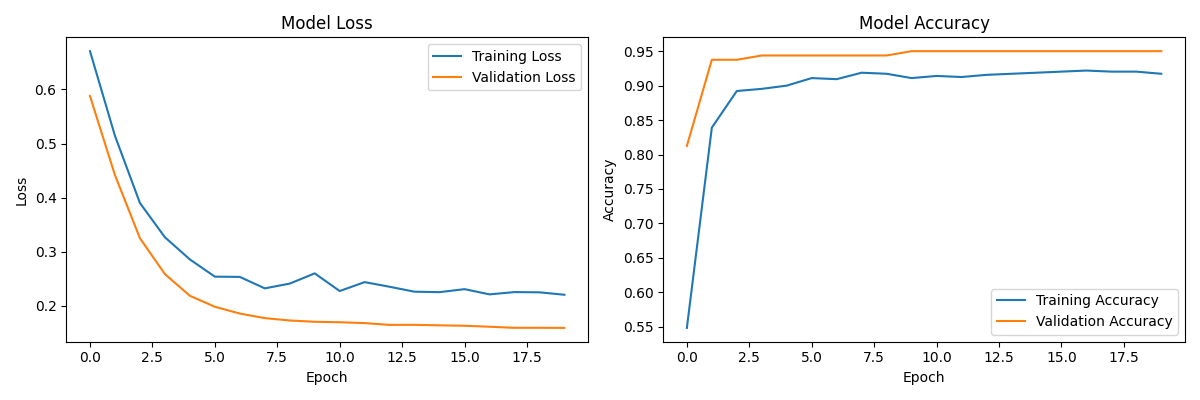 Model Loss
Training Loss
Validation Loss
Loss
0.6
0.5
0.4
0.3
0.2
0.0 2.5 5.0 7.5 10.0 12.5 15.0 17.5
Epoch
Model Accuracy
Accuracy
0.95
0.90
0.85
0.80
0.75
0.70
0.65
0.60
0.55
Training Accuracy
Validation Accuracy
0.0 2.5 5.0 7.5 10.0 12.5 15.0 17.5
Epoch